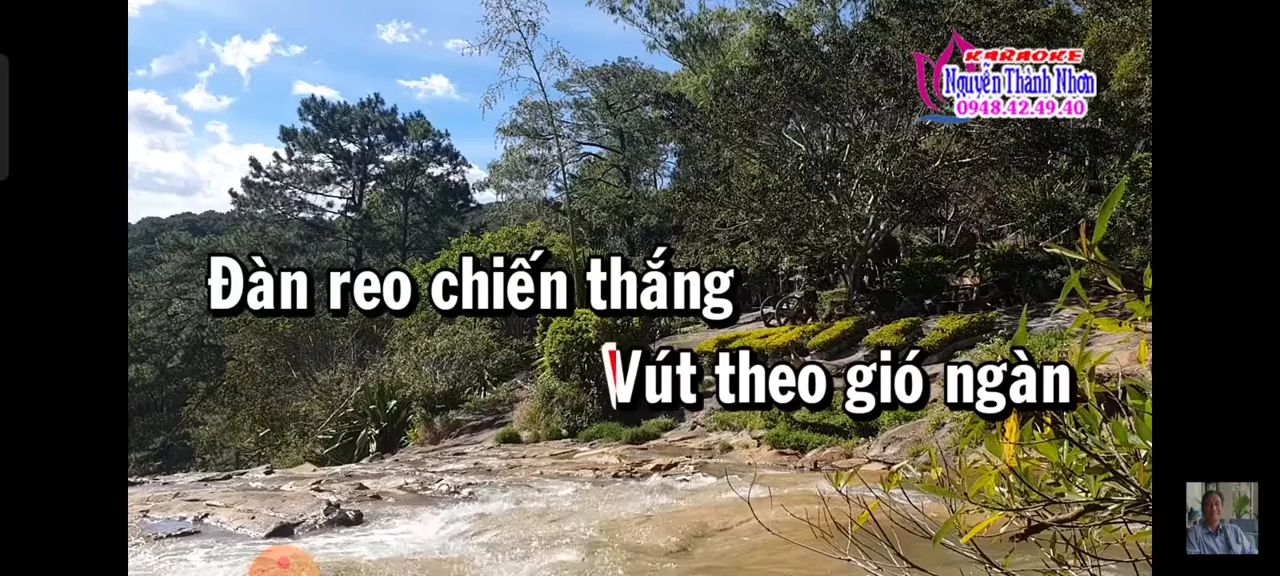 KARAOKE
Nguyễn Thành Nhơn
0948.42.49.40
Đàn reo chiến thắng
Vút theo gió ngàn